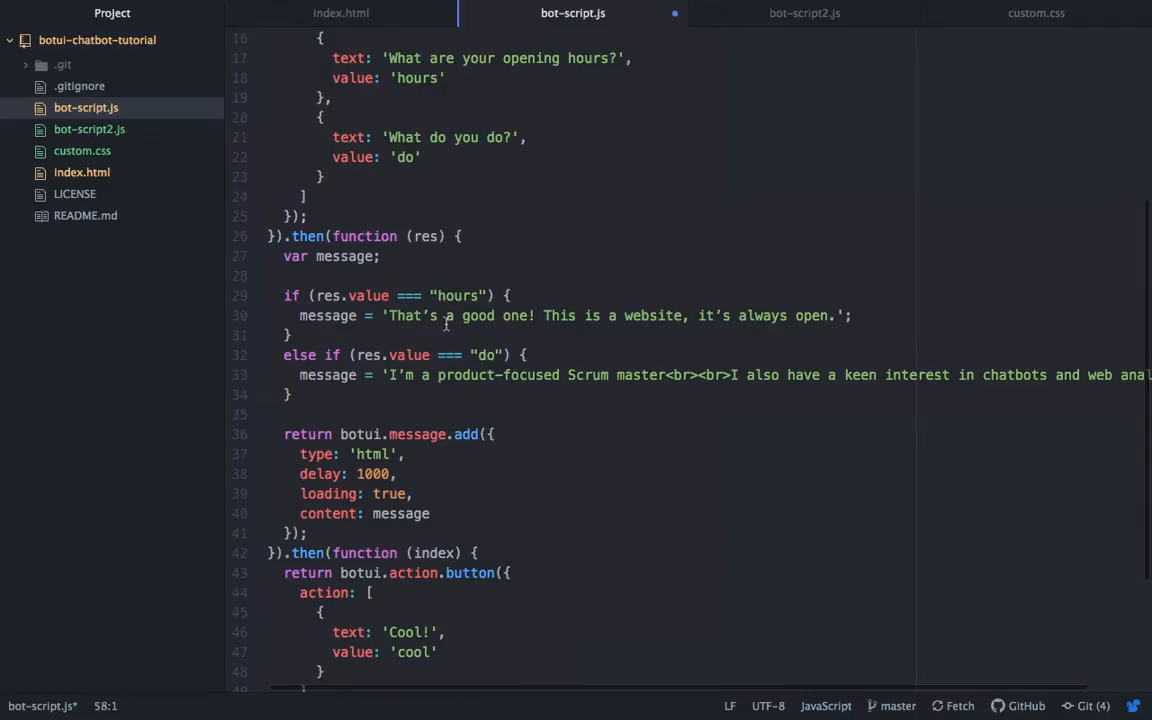 Project
index.html
bot-script.js
bot-script2.js
custom.css
botui-chatbot-tutorial
.git
.gitignore
bot-script.js
bot-script2.js
custom.css
index.html
LICENSE
README.md
16 {
17 text: 'What are your opening hours?',
18 value: 'hours'
19 },
20 {
21 text: 'What do you do?',
22 value: 'do'
23 }
24 ]
25 });
26 }).then(function (res) {
27 var message;
28
29 if (res.value === "hours") {
30 message = 'That’s a good one! This is a website, it’s always open.';
31 }
32 else if (res.value === "do") {
33 message = 'I’m a product-focused Scrum master<br><br>I also have a keen interest in chatbots and web ana
34 }
35
36 return botui.message.add({
37 type: 'html',
38 delay: 1000,
39 loading: true,
40 content: message
41 });
42 }).then(function (index) {
43 return botui.action.button({
44 action: [
45 {
46 text: 'Cool!',
47 value: 'cool'
48 }
49 ]
bot-script.js* 58:1 LF UTF-8 JavaScript master Fetch GitHub Git (4)